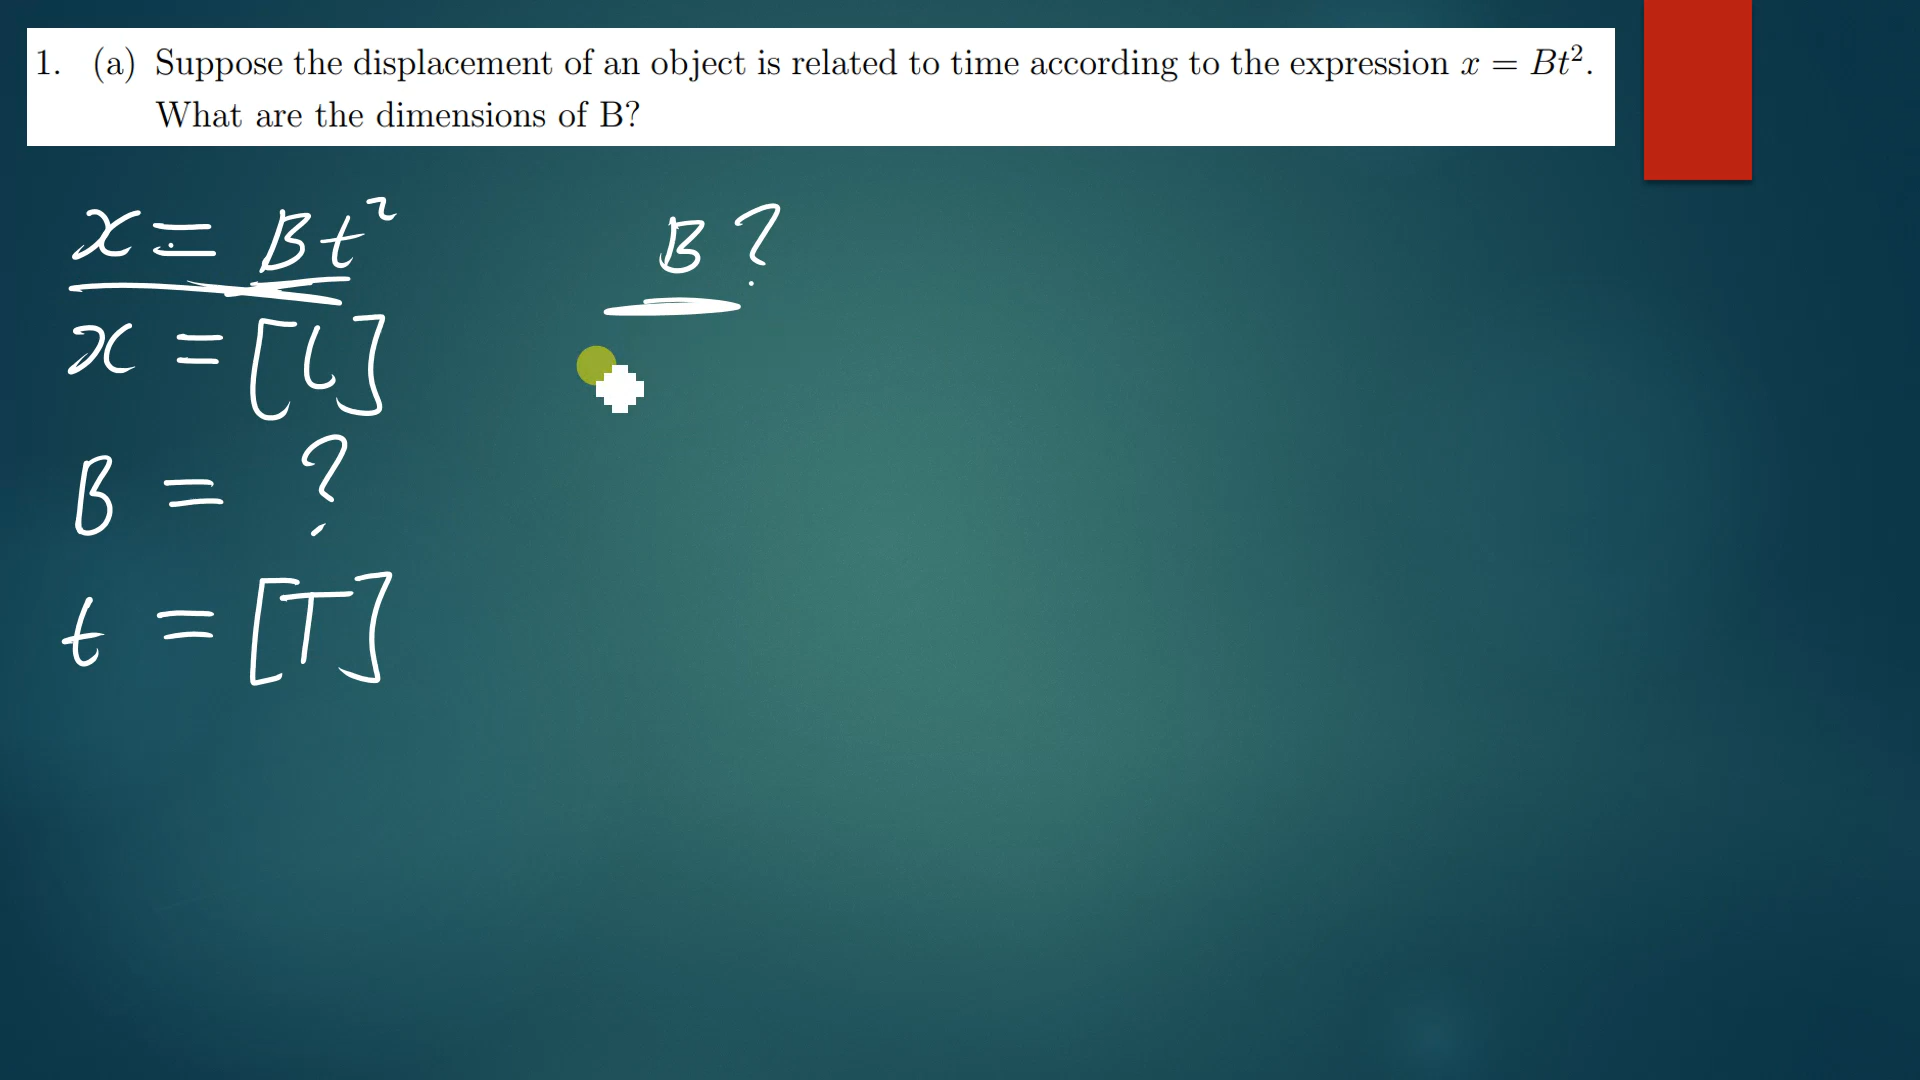 1. (a) Suppose the displacement of an object is related to time according to the expression x = Bt².
What are the dimensions of B?
x = Bt²
B?
x = [L]
B = ?
t = [T]